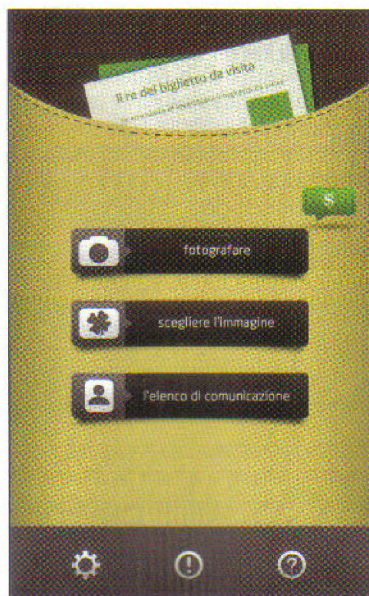 Il re del biglietto da visita
$
fotografare
scegliere l'immagine
l'elenco di comunicazione